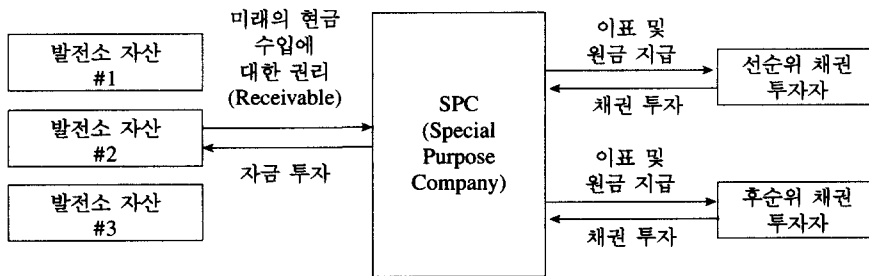 발전소 자산
#1
발전소 자산
#2
발전소 자산
#3
미래의 현금
수입에
대한 권리
(Receivable)
자금 투자
SPC
(Special
Purpose
Company)
이표 및
원금 지급
채권 투자
이표 및
원금 지급
채권 투자
선순위 채권
투자자
후순위 채권
투자자